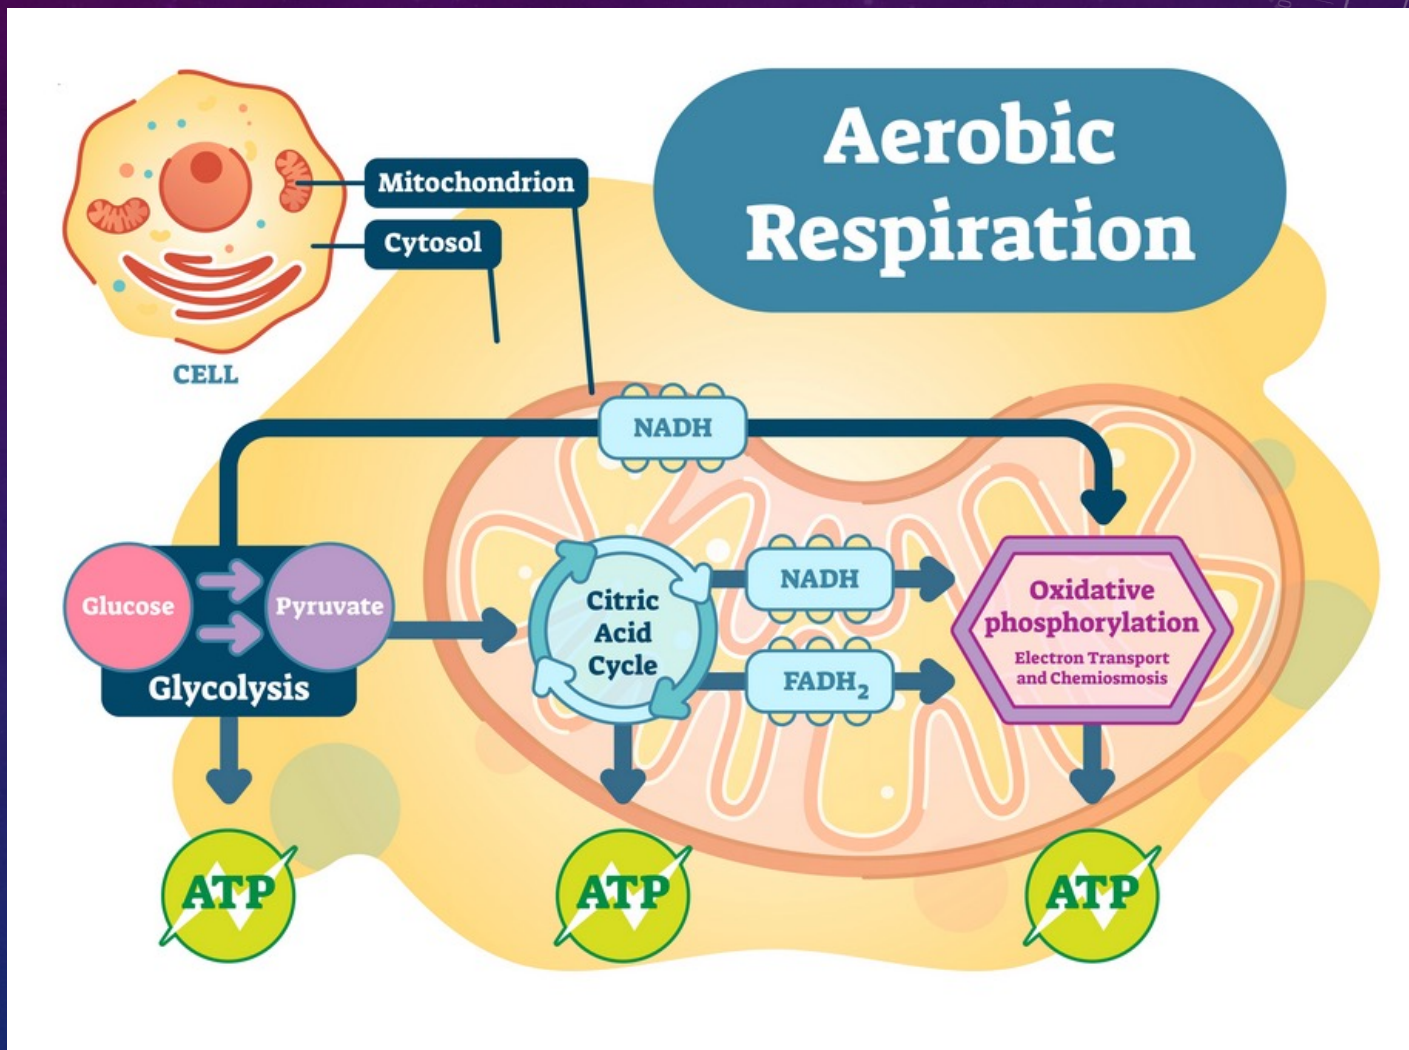 Aerobic
Respiration
Mitochondrion
Cytosol
CELL
NADH
Glucose
Pyruvate
Glycolysis
Citric
Acid
Cycle
NADH
FADH₂
Oxidative
phosphorylation
Electron Transport
and Chemiosmosis
ATP
ATP
ATP